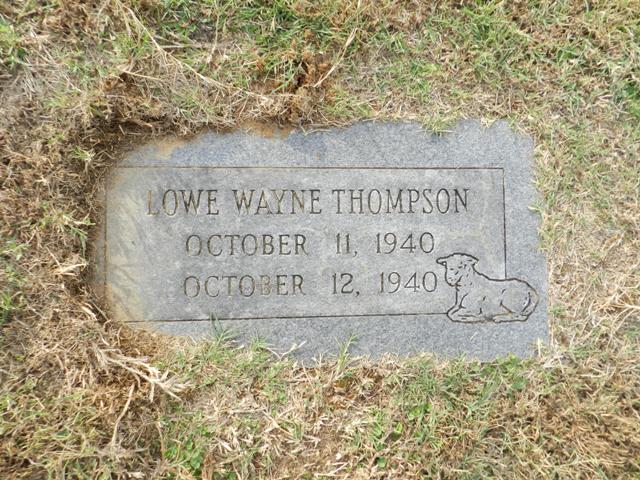 LOWE WAYNE THOMPSON
OCTOBER 11, 1940
OCTOBER 12, 1940